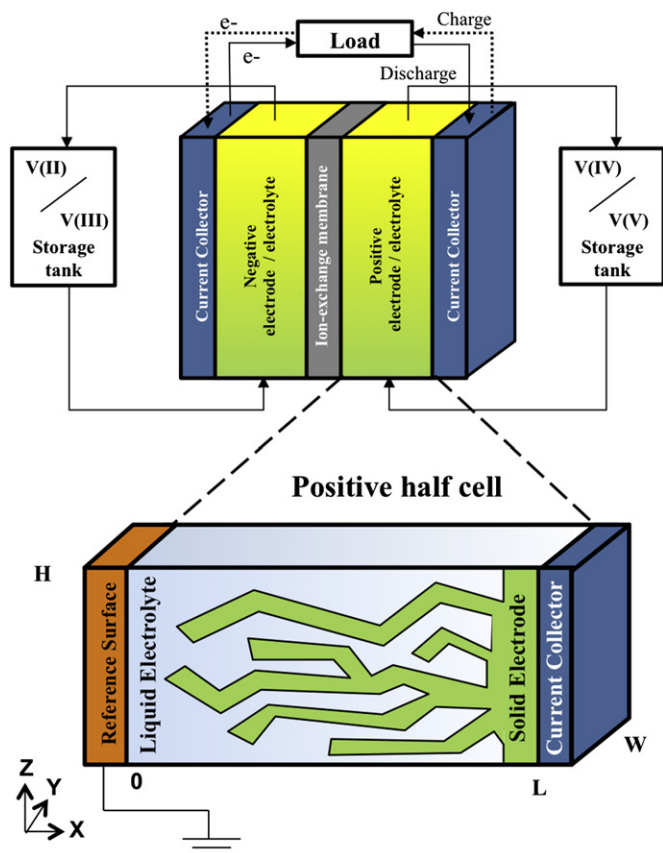 e-
Load
Charge
e-
Discharge
V(II)
V(III)
Storage
tank
Current Collector
Negative
electrode / electrolyte
Ion-exchange membrane
Positive
electrode / electrolyte
Current Collector
V(IV)
V(V)
Storage
tank
Positive half cell
H
Reference Surface
Liquid Electrolyte
Solid Electrode
Current Collector
W
Z
Y
X
0
L